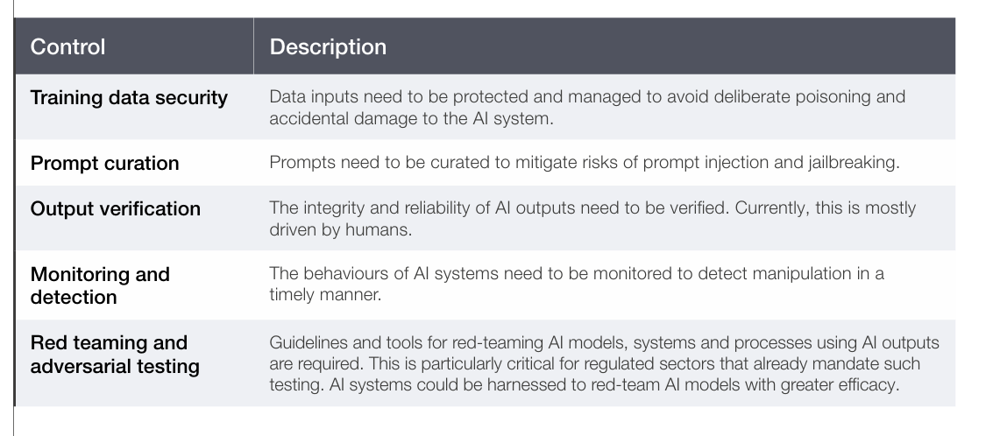 Control
Description
Training data security
Data inputs need to be protected and managed to avoid deliberate poisoning and
accidental damage to the AI system.
Prompt curation
Prompts need to be curated to mitigate risks of prompt injection and jailbreaking.
Output verification
The integrity and reliability of AI outputs need to be verified. Currently, this is mostly
driven by humans.
Monitoring and
detection
The behaviours of AI systems need to be monitored to detect manipulation in a
timely manner.
Red teaming and
adversarial testing
Guidelines and tools for red-teaming AI models, systems and processes using AI outputs
are required. This is particularly critical for regulated sectors that already mandate such
testing. AI systems could be harnessed to red-team AI models with greater efficacy.